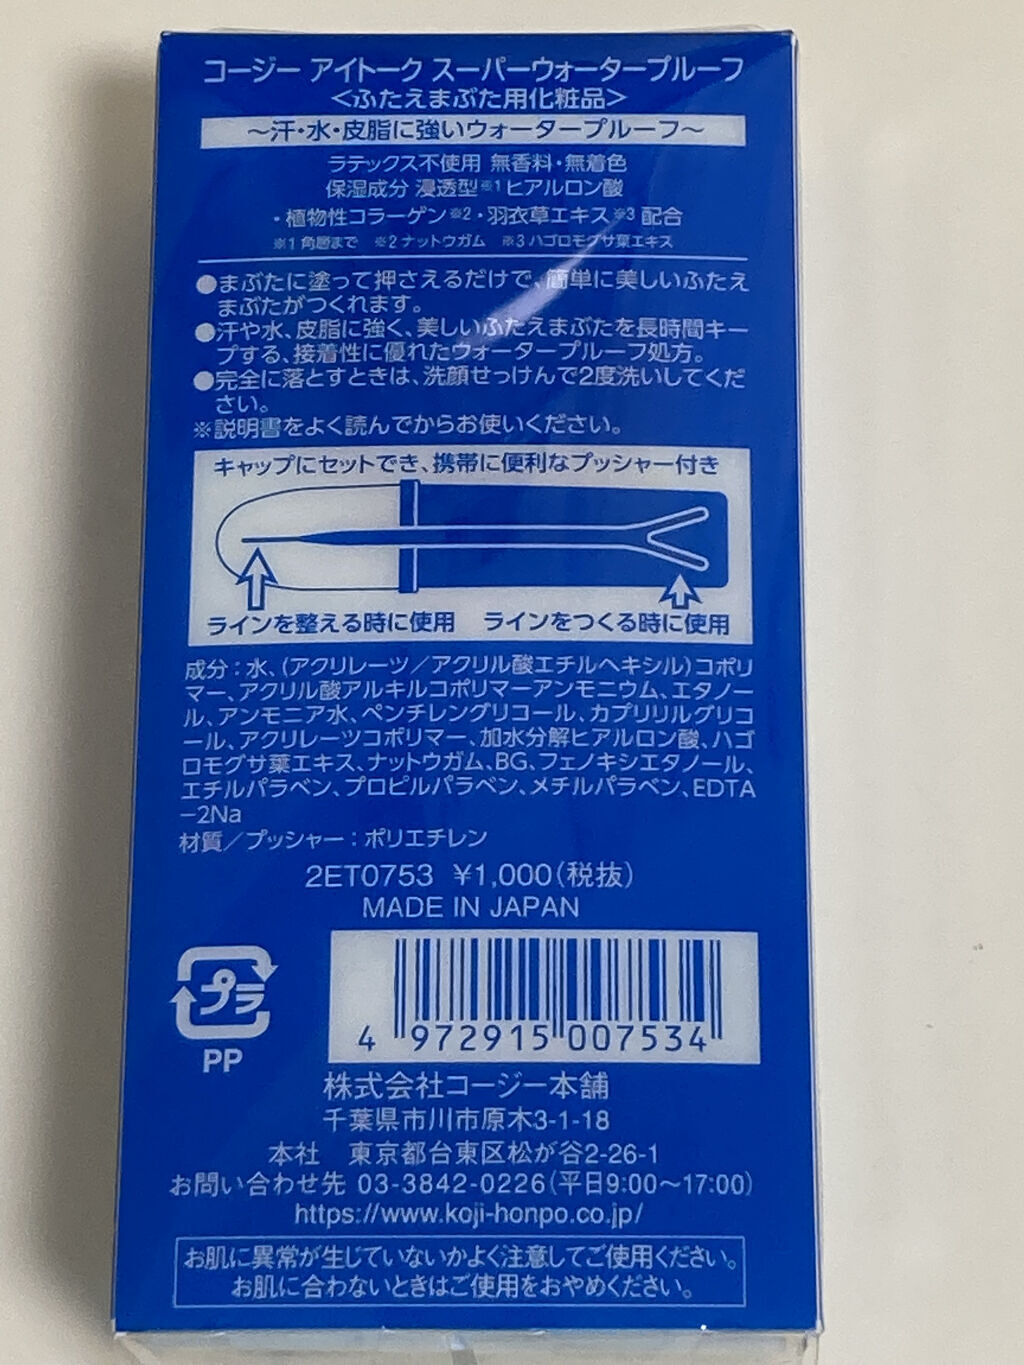 コージー アイトーク スーパーウォータープルーフ
<ふたえまぶた用化粧品>
〜汗・水・皮脂に強いウォータープルーフ〜
ラテックス不使用 無香料・無着色
保湿成分 浸透型※1ヒアルロン酸
・植物性コラーゲン※2・羽衣草エキス※3 配合
※1 角層まで ※2 ナットウガム ※3 ハゴロモグサ葉エキス
●まぶたに塗って押さえるだけで、簡単に美しいふたえ
まぶたがつくれます。
●汗や水、皮脂に強く、美しいふたえまぶたを長時間キー
プする、接着性に優れたウォータープルーフ処方。
●完全に落とすときは、洗顔せっけんで2度洗いしてくだ
さい。
※説明書をよく読んでからお使いください。
キャップにセットでき、携帯に便利なプッシャー付き
ラインを整える時に使用 ラインをつくる時に使用
成分：水、(アクリレーツ／アクリル酸エチルヘキシル)コポリ
マー、アクリル酸アルキルコポリマーアンモニウム、エタノー
ル、アンモニア水、ペンチレングリコール、カプリリルグリコ
ール、アクリレーツコポリマー、加水分解ヒアルロン酸、ハゴ
ロモグサ葉エキス、ナットウガム、BG、フェノキシエタノール、
エチルパラベン、プロピルパラベン、メチルパラベン、EDTA
-2Na
材質／プッシャー：ポリエチレン
2ET0753 ¥1,000(税抜)
MADE IN JAPAN
プラ
PP
4 972915 007534
株式会社コージー本舗
千葉県市川市原木3-1-18
本社 東京都台東区松が谷2-26-1
お問い合わせ先 03-3842-0226(平日9:00〜17:00)
https://www.koji-honpo.co.jp/
お肌に異常が生じていないかよく注意してご使用ください。
お肌に合わないときはご使用をおやめください。